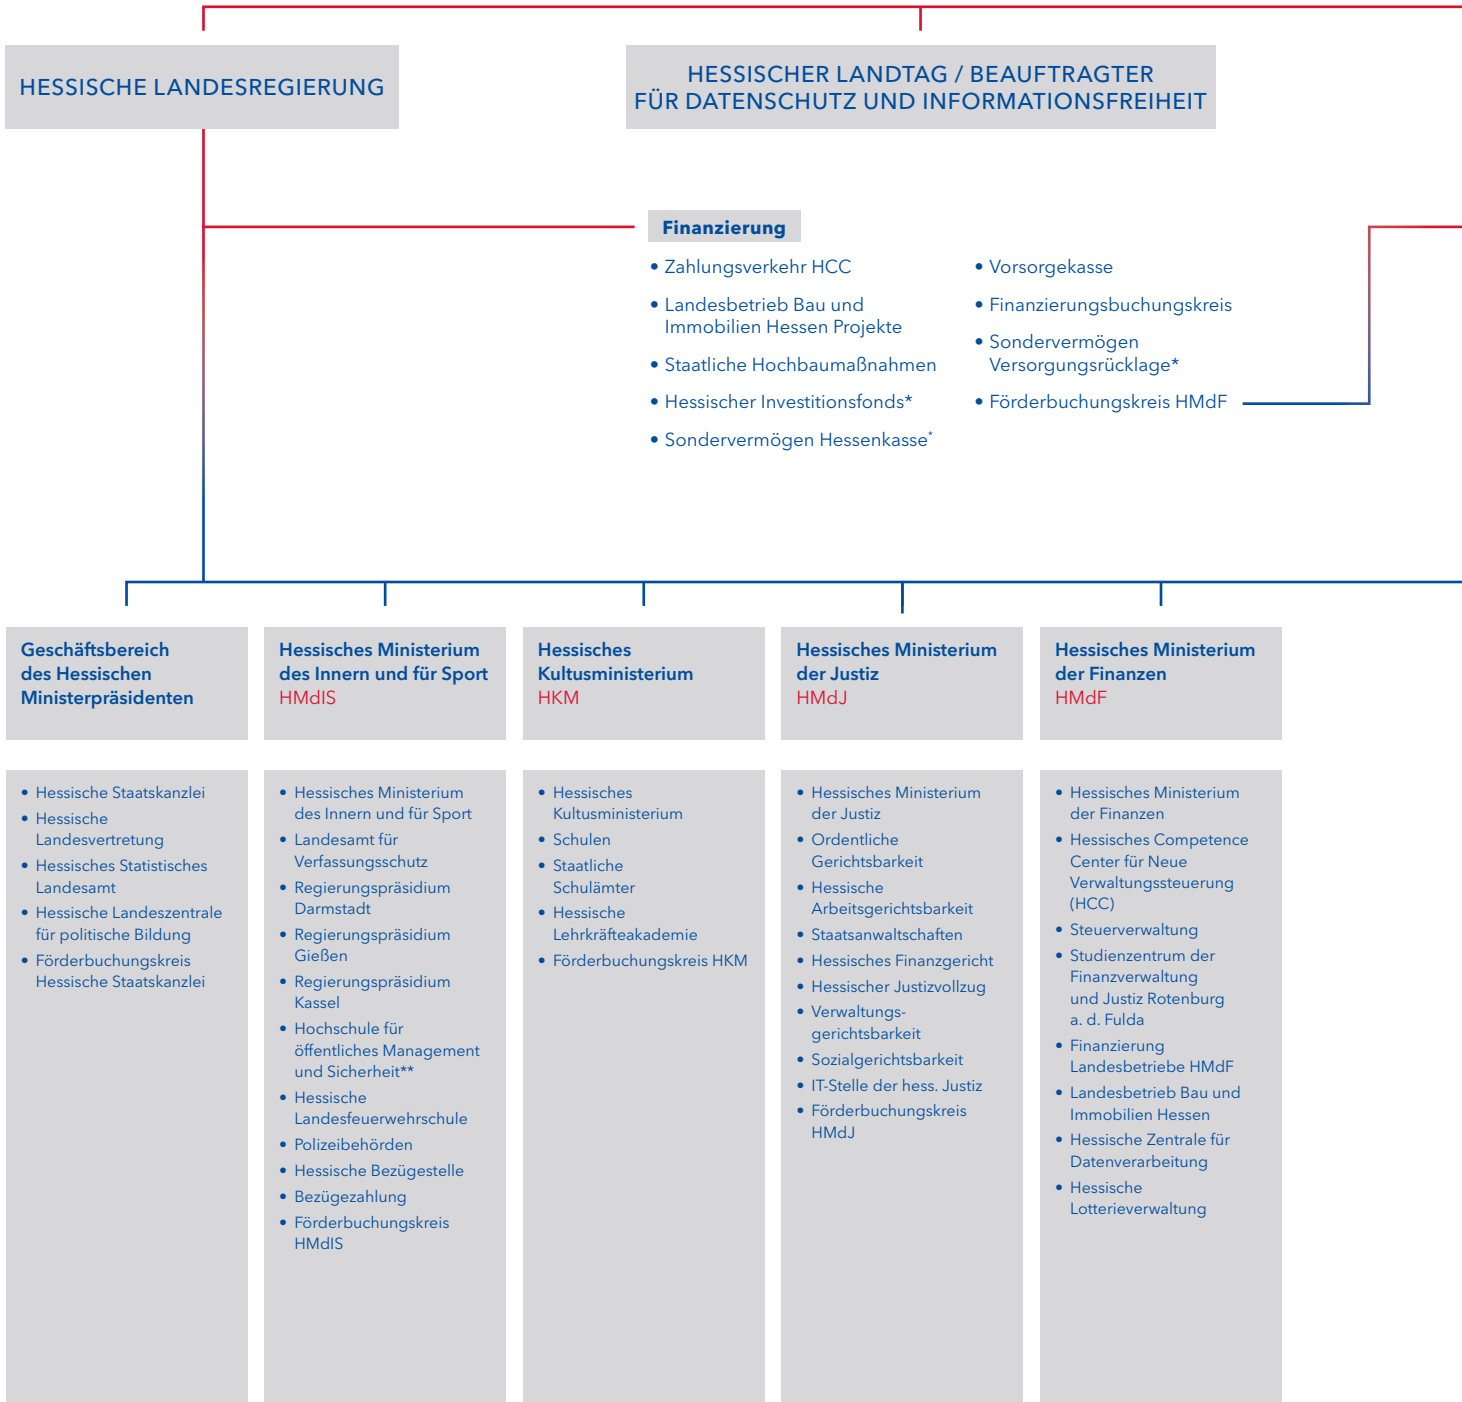 HESSISCHE LANDESREGIERUNG
HESSISCHER LANDTAG / BEAUFTRAGTER
FÜR DATENSCHUTZ UND INFORMATIONSFREIHEIT
Finanzierung
• Zahlungsverkehr HCC
• Landesbetrieb Bau und
Immobilien Hessen Projekte
• Staatliche Hochbaumaßnahmen
• Hessischer Investitionsfonds*
• Sondervermögen Hessenkasse*
• Vorsorgekasse
• Finanzierungsbuchungskreis
• Sondervermögen
Versorgungsrücklage*
• Förderbuchungskreis HMdF
Geschäftsbereich
des Hessischen
Ministerpräsidenten
• Hessische Staatskanzlei
• Hessische
Landesvertretung
• Hessisches Statistisches
Landesamt
• Hessische Landeszentrale
für politische Bildung
• Förderbuchungskreis
Hessische Staatskanzlei
Hessisches Ministerium
des Innern und für Sport
HMdIS
• Hessisches Ministerium
des Innern und für Sport
• Landesamt für
Verfassungsschutz
• Regierungspräsidium
Darmstadt
• Regierungspräsidium
Gießen
• Regierungspräsidium
Kassel
• Hochschule für
öffentliches Management
und Sicherheit**
• Hessische
Landesfeuerwehrschule
• Polizeibehörden
• Hessische Bezügestelle
• Bezügezahlung
• Förderbuchungskreis
HMdIS
Hessisches
Kultusministerium
HKM
• Hessisches
Kultusministerium
• Schulen
• Staatliche
Schulämter
• Hessische
Lehrkräfteakademie
• Förderbuchungskreis HKM
Hessisches Ministerium
der Justiz
HMdJ
• Hessisches Ministerium
der Justiz
• Ordentliche
Gerichtsbarkeit
• Hessische
Arbeitsgerichtsbarkeit
• Staatsanwaltschaften
• Hessisches Finanzgericht
• Hessischer Justizvollzug
• Verwaltungs-
gerichtsbarkeit
• Sozialgerichtsbarkeit
• IT-Stelle der hess. Justiz
• Förderbuchungskreis
HMdJ
Hessisches Ministerium
der Finanzen
HMdF
• Hessisches Ministerium
der Finanzen
• Hessisches Competence
Center für Neue
Verwaltungssteuerung
(HCC)
• Steuerverwaltung
• Studienzentrum der
Finanzverwaltung
und Justiz Rotenburg
a. d. Fulda
• Finanzierung
Landesbetriebe HMdF
• Landesbetrieb Bau und
Immobilien Hessen
• Hessische Zentrale für
Datenverarbeitung
• Hessische
Lotterieverwaltung